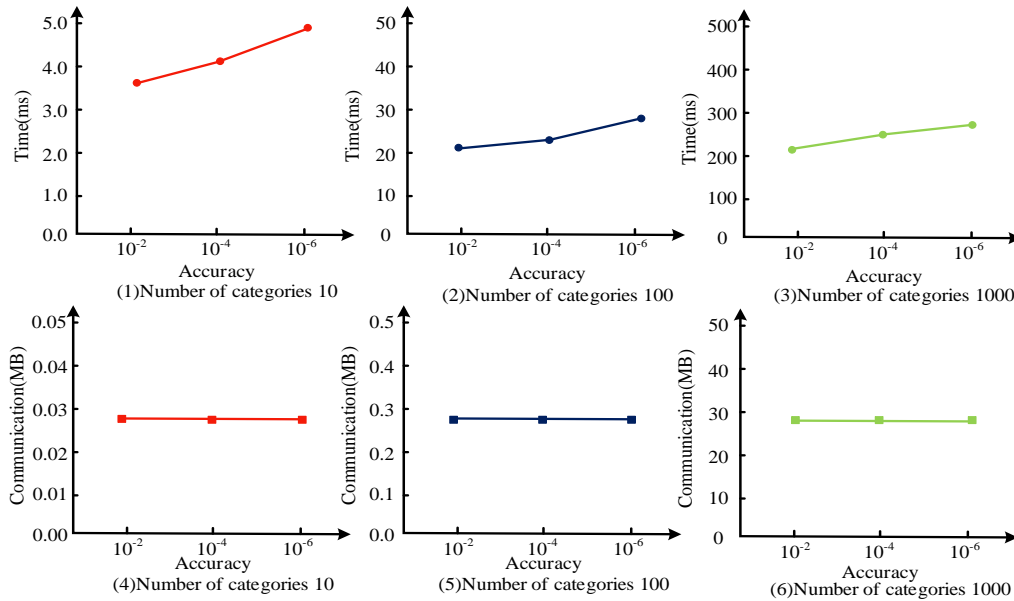 5.0
4.0
3.0
2.0
1.0
0.0
Time(ms)
10⁻² 10⁻⁴ 10⁻⁶
Accuracy
(1)Number of categories 10
50
40
30
20
10
0
Time(ms)
10⁻² 10⁻⁴ 10⁻⁶
Accuracy
(2)Number of categories 100
500
400
300
200
100
0
Time(ms)
10⁻² 10⁻⁴ 10⁻⁶
Accuracy
(3)Number of categories 1000
0.05
0.04
0.03
0.02
0.01
0.00
Communication(MB)
10⁻² 10⁻⁴ 10⁻⁶
Accuracy
(4)Number of categories 10
0.5
0.4
0.3
0.2
0.1
0.00
Communication(MB)
10⁻² 10⁻⁴ 10⁻⁶
Accuracy
(5)Number of categories 100
50
40
30
20
10
0
Communication(MB)
10⁻² 10⁻⁴ 10⁻⁶
Accuracy
(6)Number of categories 1000